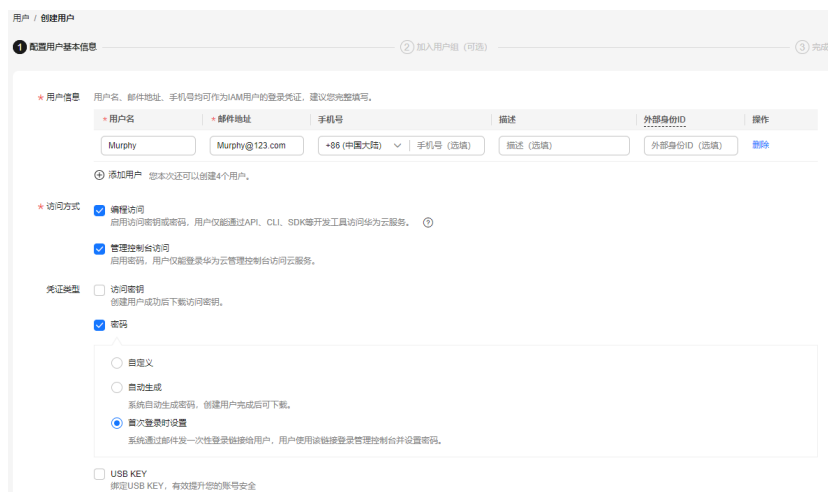 用户 / 创建用户
1 配置用户基本信息 2 加入用户组（可选） 3 完成
* 用户信息 用户名、邮件地址、手机号均可作为IAM用户的登录凭证，建议您完整填写。
* 用户名 * 邮件地址 手机号 描述 外部身份ID 操作
Murphy Murphy@123.com +86 (中国大陆) 手机号（选填） 描述（选填） 外部身份ID（选填） 删除
添加用户 您本次还可以创建4个用户。
* 访问方式 编程访问
启用访问密钥或密码，用户仅能通过API、CLI、SDK等开发工具访问华为云服务。 ?
管理控制台访问
启用密码，用户仅能登录华为云管理控制台访问云服务。
凭证类型 访问密钥
创建用户成功后下载访问密钥。
密码
自定义
自动生成
系统自动生成密码，创建用户完成后可下载。
首次登录时设置
系统通过邮件发一次性登录链接给用户，用户使用该链接登录管理控制台并设置密码。
USB KEY
绑定USB KEY，有效提升您的账号安全